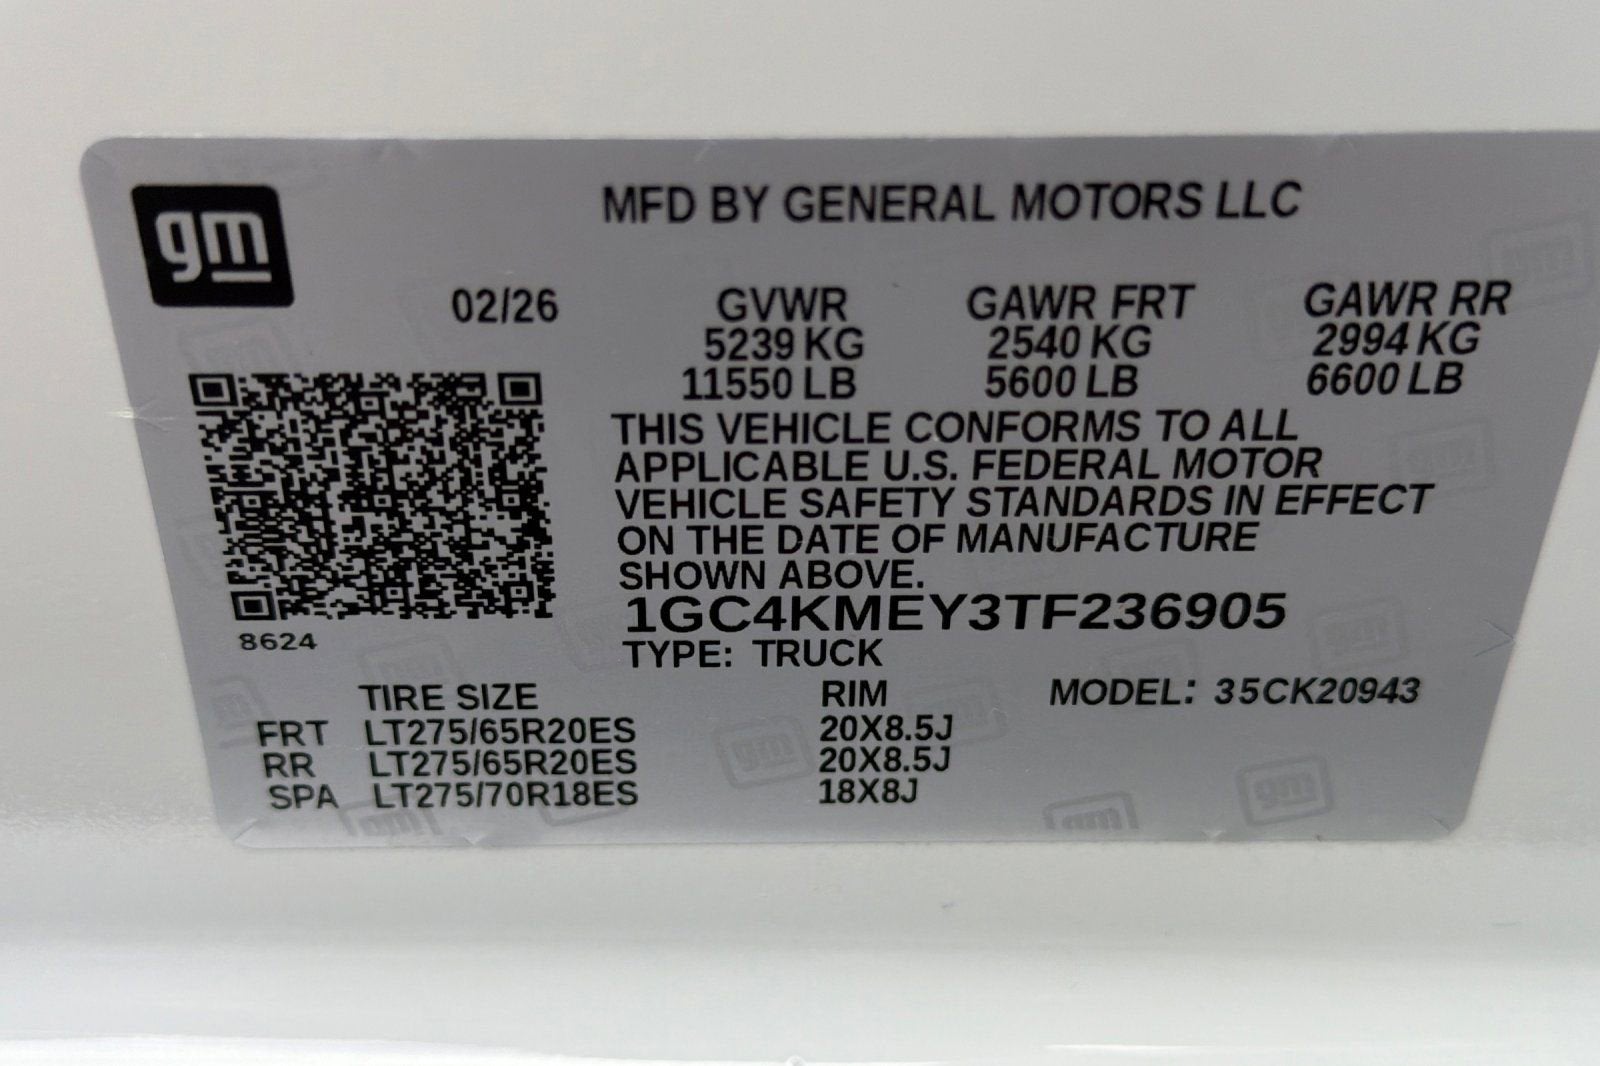 gm
MFD BY GENERAL MOTORS LLC
02/26 GVWR GAWR FRT GAWR RR
5239 KG 2540 KG 2994 KG
11550 LB 5600 LB 6600 LB
THIS VEHICLE CONFORMS TO ALL
APPLICABLE U.S. FEDERAL MOTOR
VEHICLE SAFETY STANDARDS IN EFFECT
ON THE DATE OF MANUFACTURE
SHOWN ABOVE.
1GC4KMEY3TF236905
8624
TYPE: TRUCK
TIRE SIZE RIM MODEL: 35CK20943
FRT LT275/65R20ES 20X8.5J
RR LT275/65R20ES 20X8.5J
SPA LT275/70R18ES 18X8J